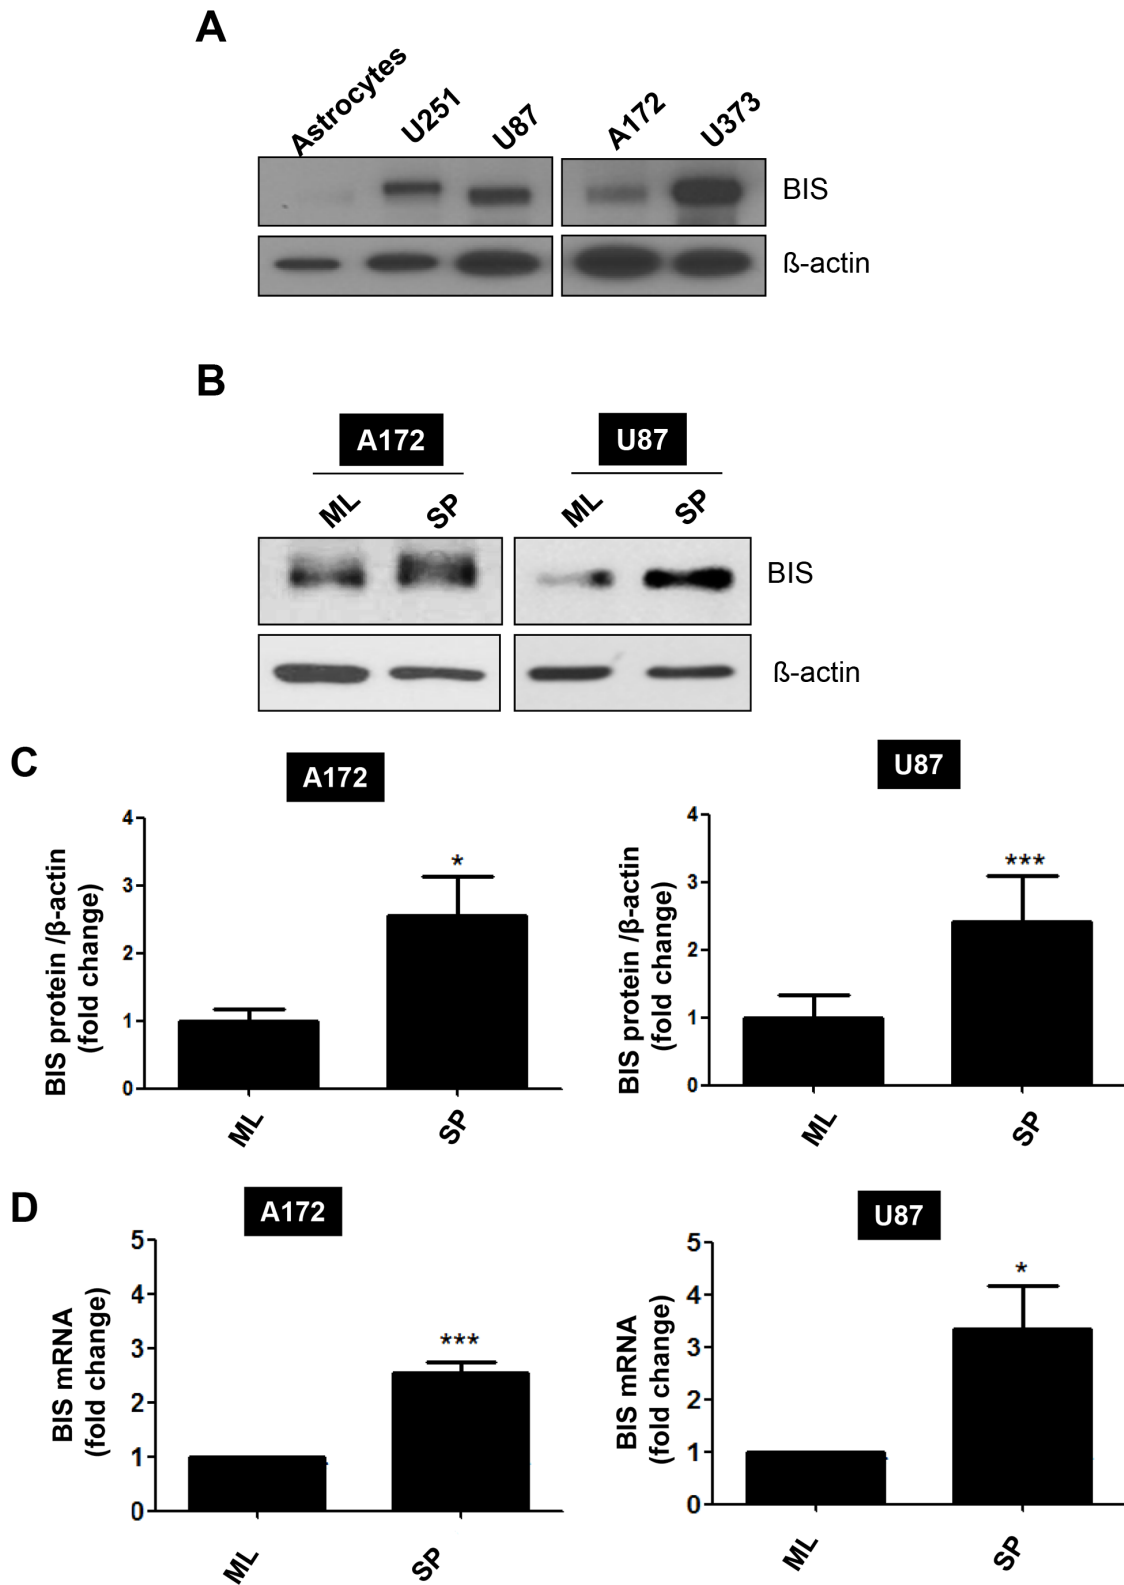 A
Astrocytes U251 U87 A172 U373
BIS
ß-actin
B
A172 U87
ML SP ML SP
BIS
ß-actin
C
A172
U87
BIS protein /β-actin
(fold change)
4
3
2
1
0
*
ML SP
BIS protein /β-actin
(fold change)
4
3
2
1
0
***
ML SP
D
A172
U87
BIS mRNA
(fold change)
5
4
3
2
1
0
***
ML SP
BIS mRNA
(fold change)
5
4
3
2
1
0
*
ML SP